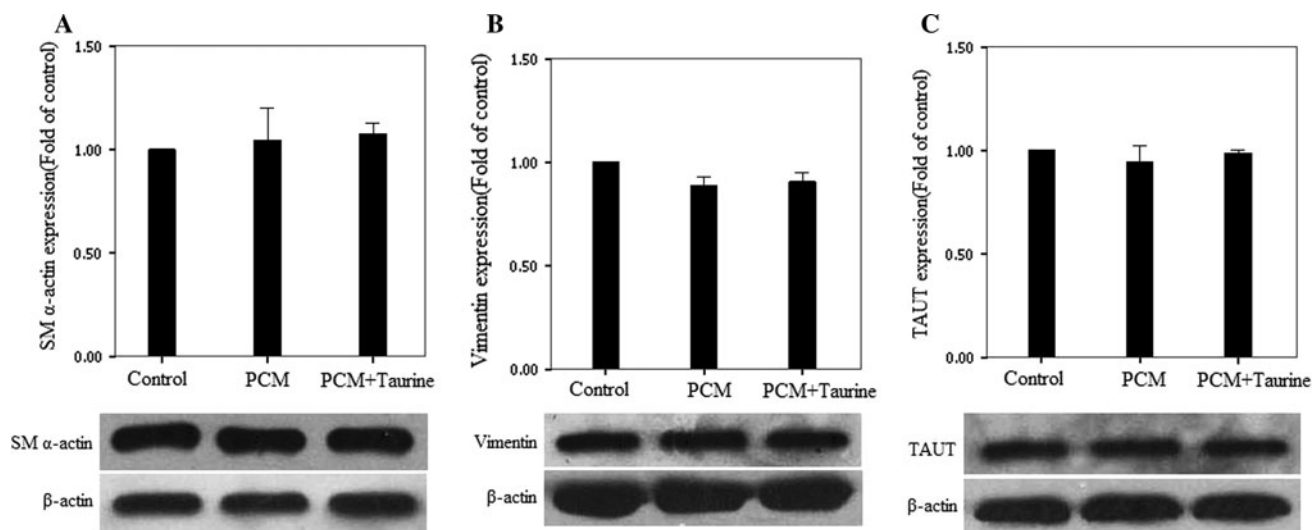 A
SM α-actin expression(Fold of control)
1.50
1.00
0.50
0.00
Control PCM PCM+Taurine
SM α-actin
β-actin
B
Vimentin expression(Fold of control)
1.50
1.00
0.50
0.00
Control PCM PCM+Taurine
Vimentin
β-actin
C
TAUT expression(Fold of control)
1.50
1.00
0.50
0.00
Control PCM PCM+Taurine
TAUT
β-actin